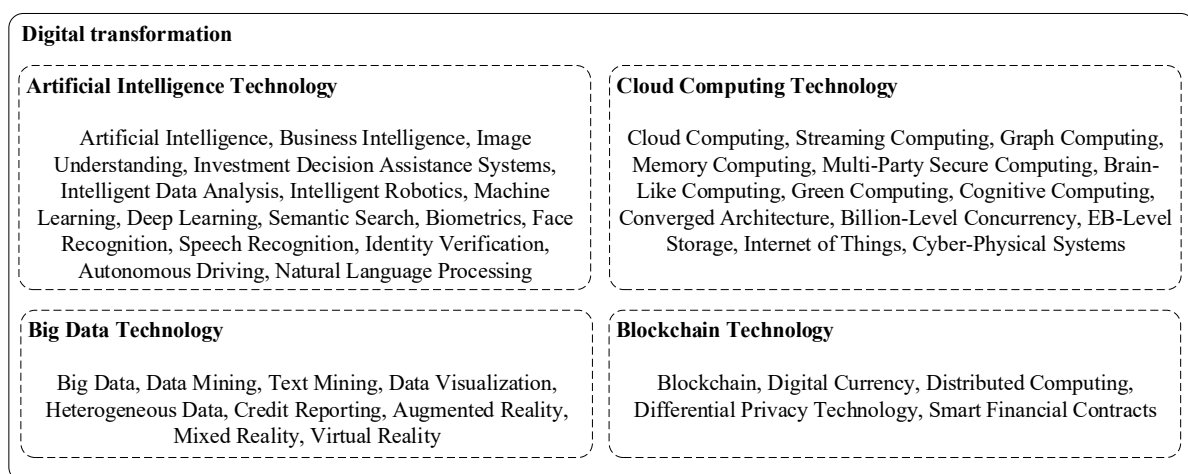 Digital transformation
Artificial Intelligence Technology
Artificial Intelligence, Business Intelligence, Image
Understanding, Investment Decision Assistance Systems,
Intelligent Data Analysis, Intelligent Robotics, Machine
Learning, Deep Learning, Semantic Search, Biometrics, Face
Recognition, Speech Recognition, Identity Verification,
Autonomous Driving, Natural Language Processing
Cloud Computing Technology
Cloud Computing, Streaming Computing, Graph Computing,
Memory Computing, Multi-Party Secure Computing, Brain-
Like Computing, Green Computing, Cognitive Computing,
Converged Architecture, Billion-Level Concurrency, EB-Level
Storage, Internet of Things, Cyber-Physical Systems
Big Data Technology
Big Data, Data Mining, Text Mining, Data Visualization,
Heterogeneous Data, Credit Reporting, Augmented Reality,
Mixed Reality, Virtual Reality
Blockchain Technology
Blockchain, Digital Currency, Distributed Computing,
Differential Privacy Technology, Smart Financial Contracts